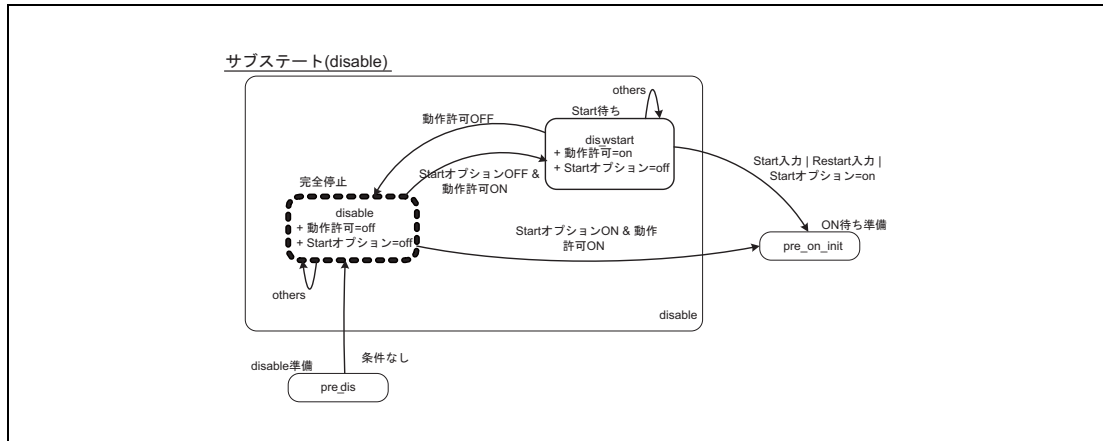 サブステート(disable)
others
Start待ち
動作許可OFF
dis_wstart
+ 動作許可=on
+ Startオプション=off
Start入力 | Restart入力 |
Startオプション=on
StartオプションOFF &
動作許可ON
完全停止
disable
+ 動作許可=off
+ Startオプション=off
StartオプションON & 動作
許可ON
ON待ち準備
pre_on_init
others
disable
disable準備
条件なし
pre_dis